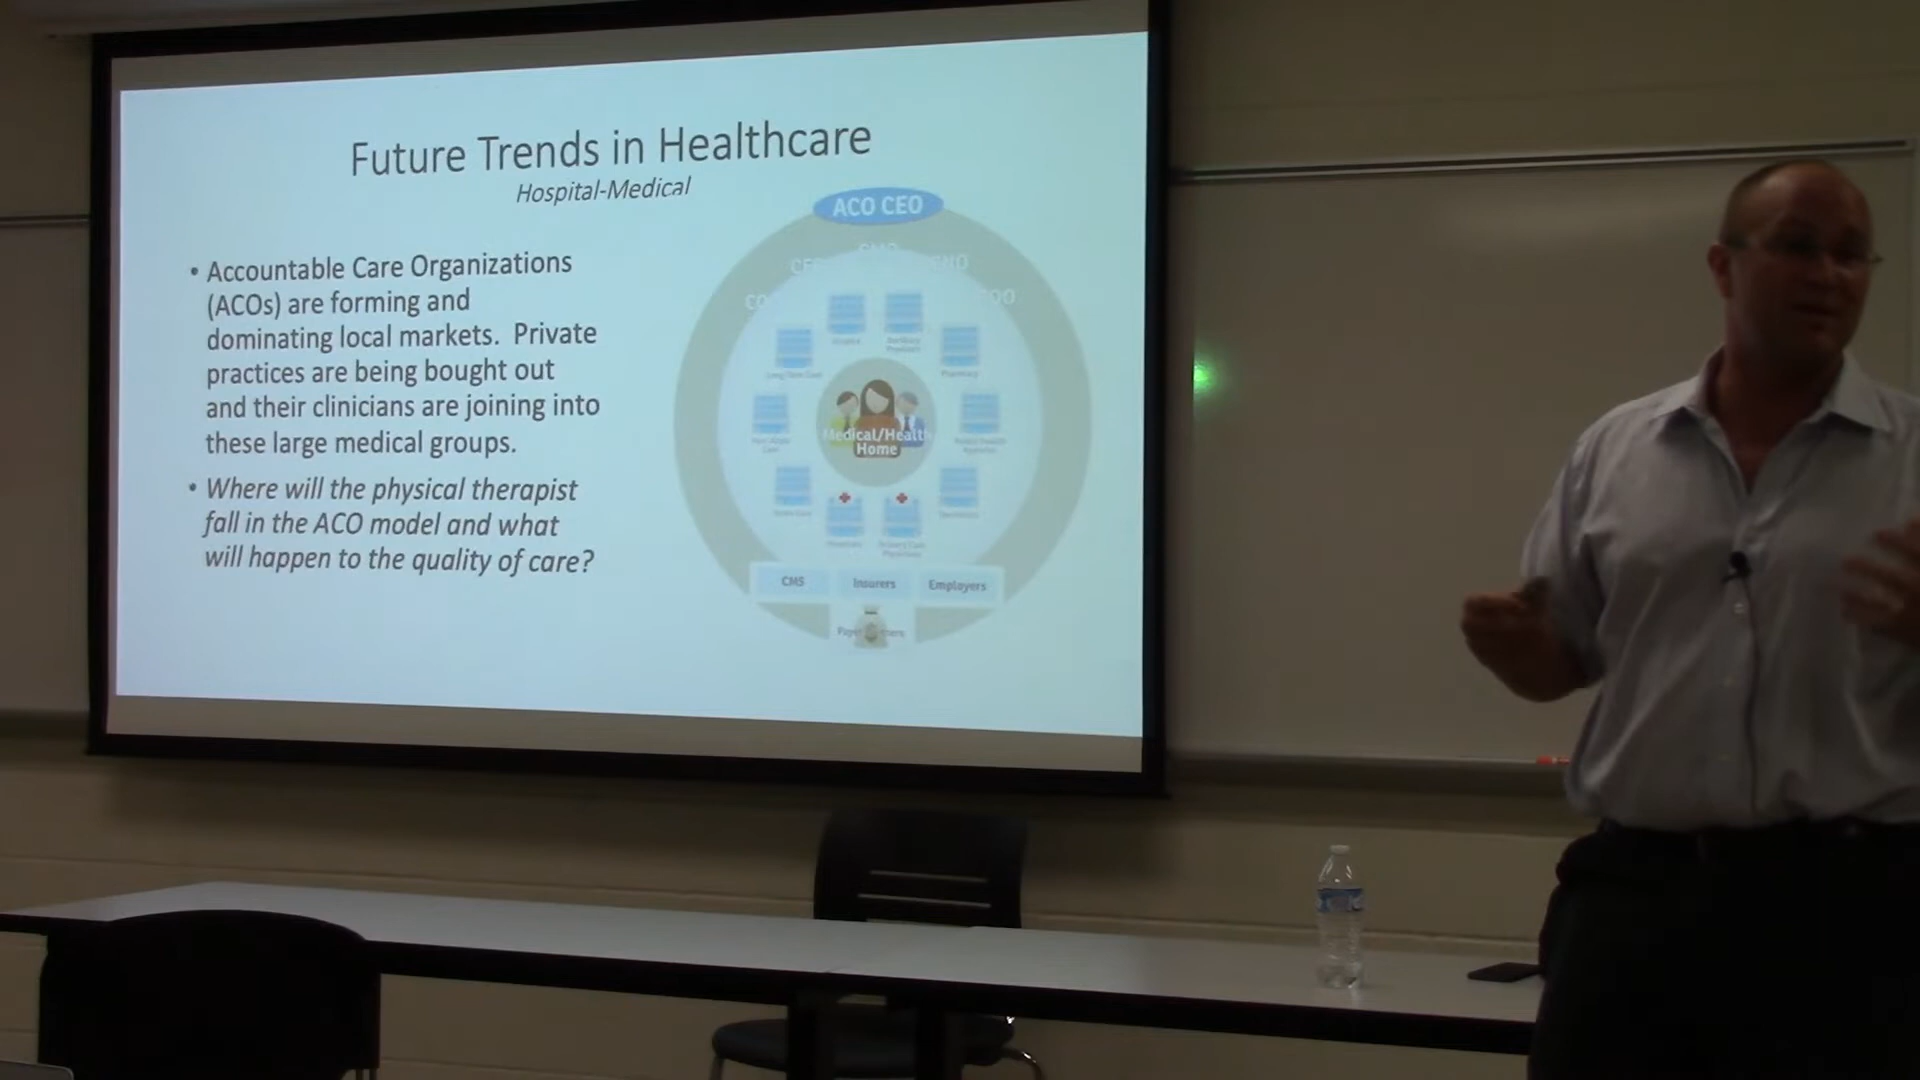 Future Trends in Healthcare
Hospital-Medical
• Accountable Care Organizations
(ACOs) are forming and
dominating local markets.  Private
practices are being bought out
and their clinicians are joining into
these large medical groups.
• Where will the physical therapist
fall in the ACO model and what
will happen to the quality of care?
ACO CEO
Pharmacy
Medical/Health
Home
CMS
Insurers
Employers